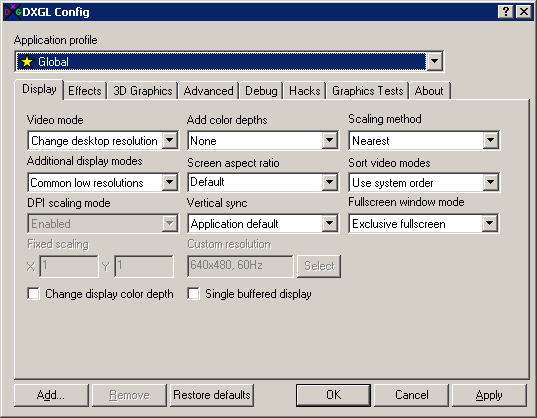 DXGL Config
Application profile
Global
Display Effects 3D Graphics Advanced Debug Hacks Graphics Tests About
Video mode Add color depths Scaling method
Change desktop resolution None Nearest
Additional display modes Screen aspect ratio Sort video modes
Common low resolutions Default Use system order
DPI scaling mode Vertical sync Fullscreen window mode
Enabled Application default Exclusive fullscreen
Fixed scaling Custom resolution
X 1 Y 1 640x480, 60Hz Select
Change display color depth Single buffered display
Add... Remove Restore defaults OK Cancel Apply